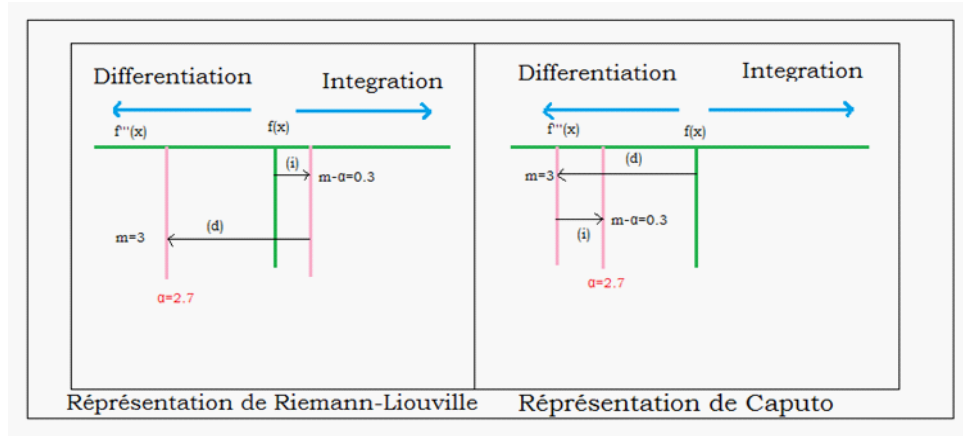 Differentiation
Integration
f'''(x)
f(x)
(i)
m-α=0.3
(d)
m=3
α=2.7
Réprésentation de Riemann-Liouville
Differentiation
Integration
f'''(x)
f(x)
(d)
m=3
m-α=0.3
(i)
α=2.7
Réprésentation de Caputo